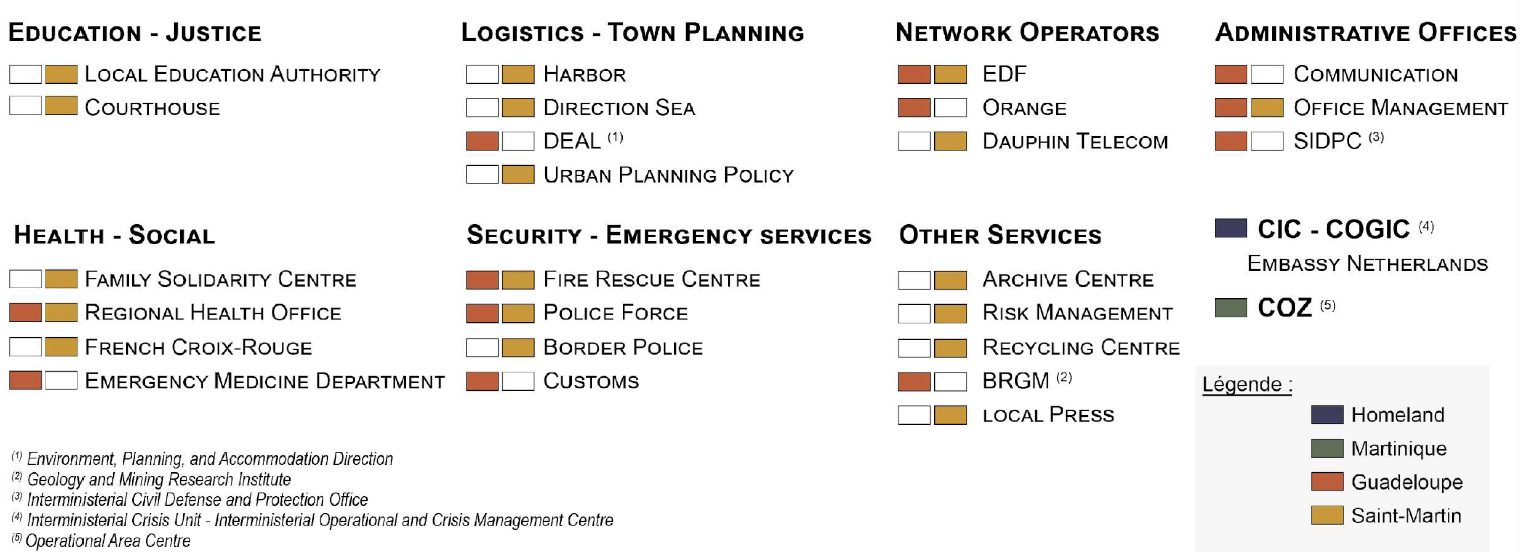 EDUCATION - JUSTICE
LOCAL EDUCATION AUTHORITY
COURTHOUSE
LOGISTICS - TOWN PLANNING
HARBOR
DIRECTION SEA
DEAL (1)
URBAN PLANNING POLICY
NETWORK OPERATORS
EDF
ORANGE
DAUPHIN TELECOM
ADMINISTRATIVE OFFICES
COMMUNICATION
OFFICE MANAGEMENT
SIDPC (3)
HEALTH - SOCIAL
FAMILY SOLIDARITY CENTRE
REGIONAL HEALTH OFFICE
FRENCH CROIX-ROUGE
EMERGENCY MEDICINE DEPARTMENT
SECURITY - EMERGENCY SERVICES
FIRE RESCUE CENTRE
POLICE FORCE
BORDER POLICE
CUSTOMS
OTHER SERVICES
ARCHIVE CENTRE
RISK MANAGEMENT
RECYCLING CENTRE
BRGM (2)
LOCAL PRESS
CIC - COGIC (4)
EMBASSY NETHERLANDS
COZ (5)
Légende :
Homeland
Martinique
Guadeloupe
Saint-Martin
(1) Environment, Planning, and Accommodation Direction
(2) Geology and Mining Research Institute
(3) Interministerial Civil Defense and Protection Office
(4) Interministerial Crisis Unit - Interministerial Operational and Crisis Management Centre
(5) Operational Area Centre